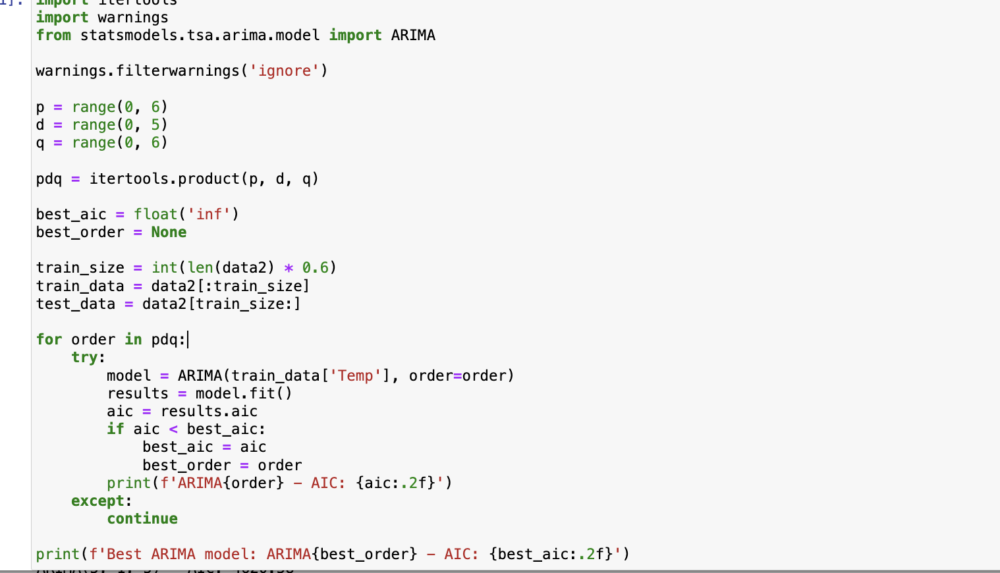 import itertools
import warnings
from statsmodels.tsa.arima.model import ARIMA
warnings.filterwarnings('ignore')
p = range(0, 6)
d = range(0, 5)
q = range(0, 6)
pdq = itertools.product(p, d, q)
best_aic = float('inf')
best_order = None
train_size = int(len(data2) * 0.6)
train_data = data2[:train_size]
test_data = data2[train_size:]
for order in pdq:
    try:
        model = ARIMA(train_data['Temp'], order=order)
        results = model.fit()
        aic = results.aic
        if aic < best_aic:
            best_aic = aic
            best_order = order
        print(f'ARIMA{order} - AIC: {aic:.2f}')
    except:
        continue
print(f'Best ARIMA model: ARIMA{best_order} - AIC: {best_aic:.2f}')